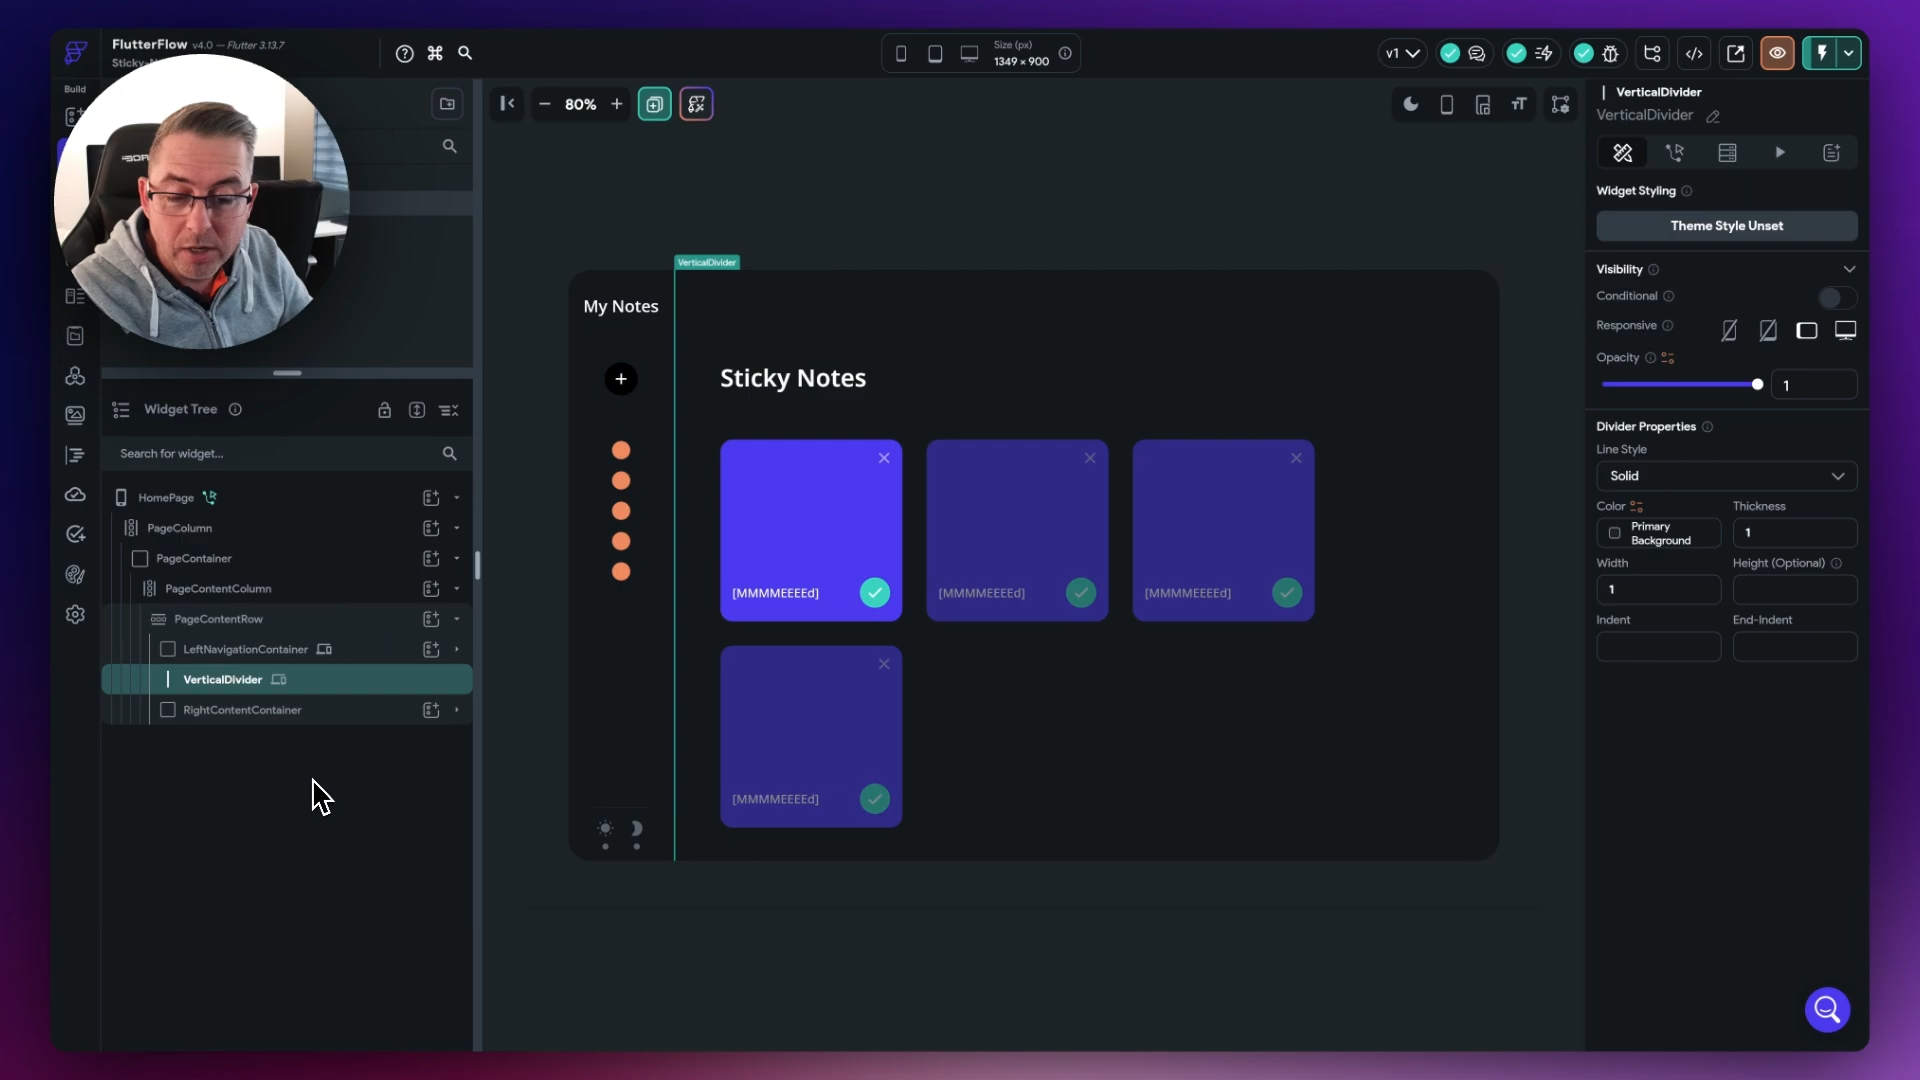 FlutterFlow v4.0 – Flutter 3.13.7
Size (px)
1349 × 900
v1
Build
80%
VerticalDivider
VerticalDivider
Widget Styling
Theme Style Unset
Visibility
Conditional
Responsive
Opacity
1
Divider Properties
Line Style
Solid
Color
Thickness
Primary
Background
1
Width
Height (Optional)
1
Indent
End-Indent
Widget Tree
Search for widget...
HomePage
PageColumn
PageContainer
PageContentColumn
PageContentRow
LeftNavigationContainer
VerticalDivider
RightContentContainer
VerticalDivider
My Notes
Sticky Notes
[MMMMEEEEd]
[MMMMEEEEd]
[MMMMEEEEd]
[MMMMEEEEd]